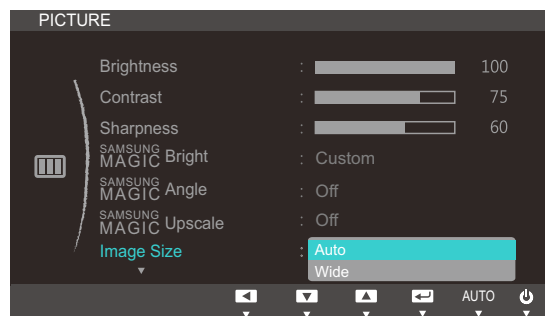 PICTURE
Brightness : 100
Contrast : 75
Sharpness : 60
SAMSUNG MAGIC Bright : Custom
SAMSUNG MAGIC Angle : Off
SAMSUNG MAGIC Upscale : Off
Image Size : Auto
Wide
AUTO